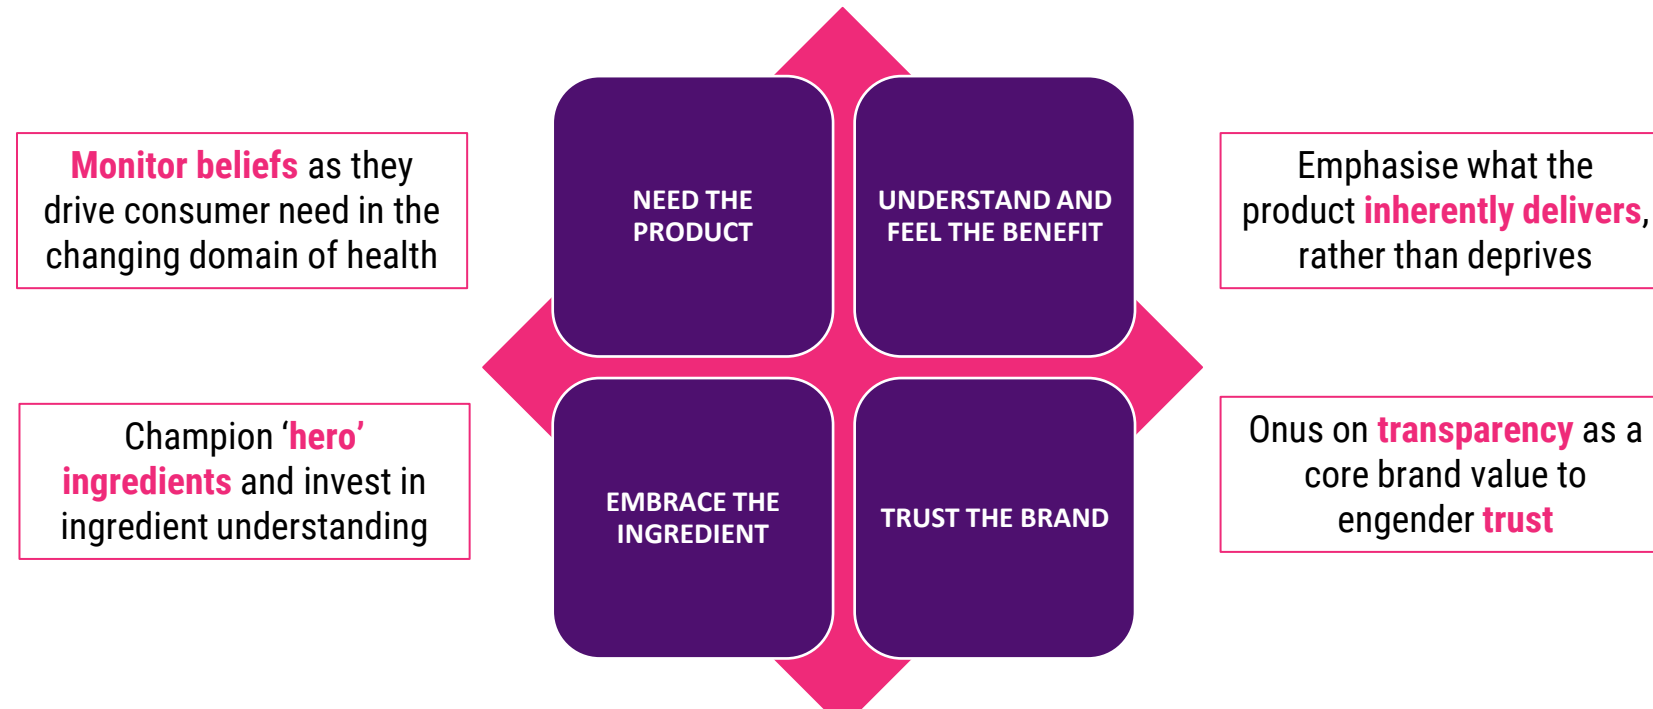 Monitor beliefs as they
drive consumer need in the
changing domain of health
NEED THE
PRODUCT
UNDERSTAND AND
FEEL THE BENEFIT
Emphasise what the
product inherently delivers,
rather than deprives
Champion ‘hero’
ingredients and invest in
ingredient understanding
EMBRACE THE
INGREDIENT
TRUST THE BRAND
Onus on transparency as a
core brand value to
engender trust